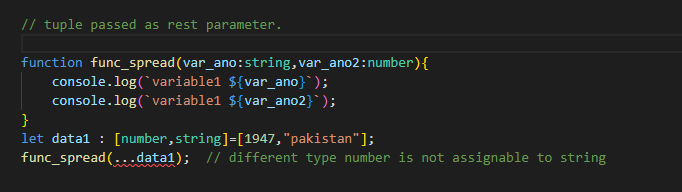 // tuple passed as rest parameter.
function func_spread(var_ano:string,var_ano2:number){
console.log(`variable1 ${var_ano}`);
console.log(`variable1 ${var_ano2}`);
}
let data1 : [number,string]=[1947,"pakistan"];
func_spread(...data1);  // different type number is not assignable to string